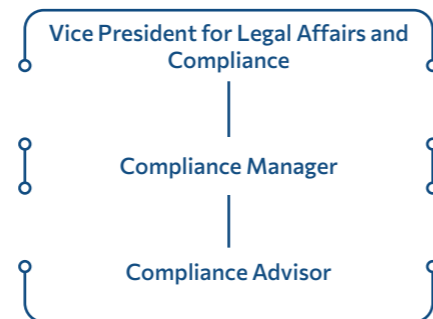 Vice President for Legal Affairs and
Compliance
Compliance Manager
Compliance Advisor